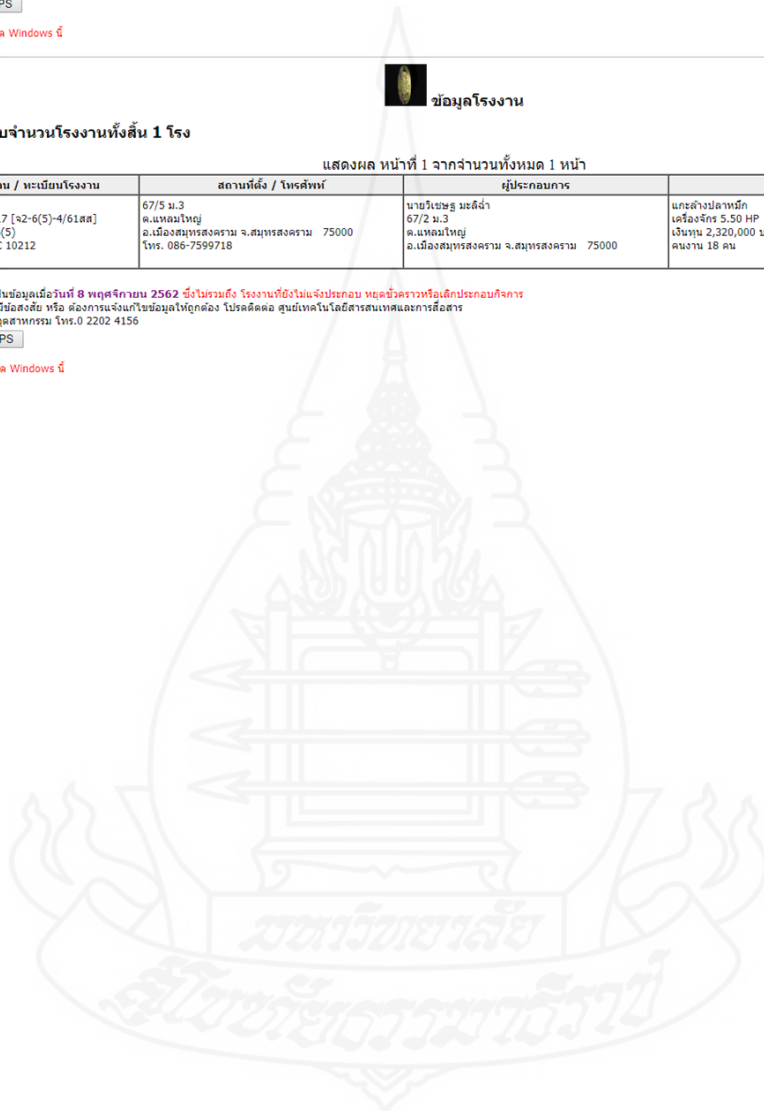 PS
ด Windows นี้
ข้อมูลโรงงาน
บจำนวนโรงงานทั้งสิ้น 1 โรง
แสดงผล หน้าที่ 1 จากจำนวนทั้งหมด 1 หน้า
าน / ทะเบียนโรงงาน สถานที่ตั้ง / โทรศัพท์ ผู้ประกอบการ
.7 [จ2-6(5)-4/61สส]
(5)
C 10212
67/5 ม.3
ต.แหลมใหญ่
อ.เมืองสมุทรสงคราม จ.สมุทรสงคราม 75000
โทร. 086-7599718
นายวิเชษฐ มะลิฉ่ำ
67/2 ม.3
ต.แหลมใหญ่
อ.เมืองสมุทรสงคราม จ.สมุทรสงคราม 75000
แกะล้างปลาหมึก
เครื่องจักร 5.50 HP
เงินทุน 2,320,000 บ
คนงาน 18 คน
ป็นข้อมูลเมื่อวันที่ 8 พฤศจิกายน 2562 ซึ่งไม่รวมถึง โรงงานที่ยังไม่แจ้งประกอบ หยุดชั่วคราวหรือเลิกประกอบกิจการ
มีข้อสงสัย หรือ ต้องการแจ้งแก้ไขข้อมูลให้ถูกต้อง โปรดติดต่อ ศูนย์เทคโนโลยีสารสนเทศและการสื่อสาร
ุตสาหกรรม โทร.0 2202 4156
PS
ด Windows นี้
มหาวิทยาลัย
สุโขทัยธรรมาธิราช